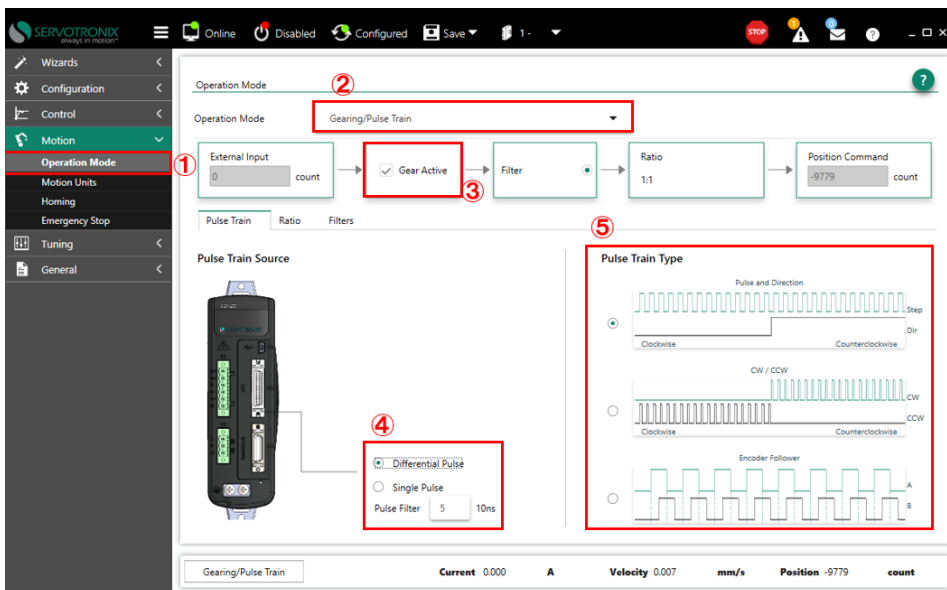 SERVOTRONIX
always in motion™
Online
Disabled
Configured
Save
1 -
STOP
1
0
?
Wizards
Configuration
Control
Motion
Operation Mode
Motion Units
Homing
Emergency Stop
Tuning
General
①
Operation Mode
?
②
Operation Mode
Gearing/Pulse Train
External Input
0 count
Gear Active
③
Filter
Ratio
1:1
Position Command
-9779 count
Pulse Train
Ratio
Filters
Pulse Train Source
④
Differential Pulse
Single Pulse
Pulse Filter 5 10ns
⑤
Pulse Train Type
Pulse and Direction
Step
Dir
Clockwise Counterclockwise
CW / CCW
CW
CCW
Clockwise Counterclockwise
Encoder Follower
A
B
Gearing/Pulse Train
Current 0.000 A
Velocity 0.007 mm/s
Position -9779 count